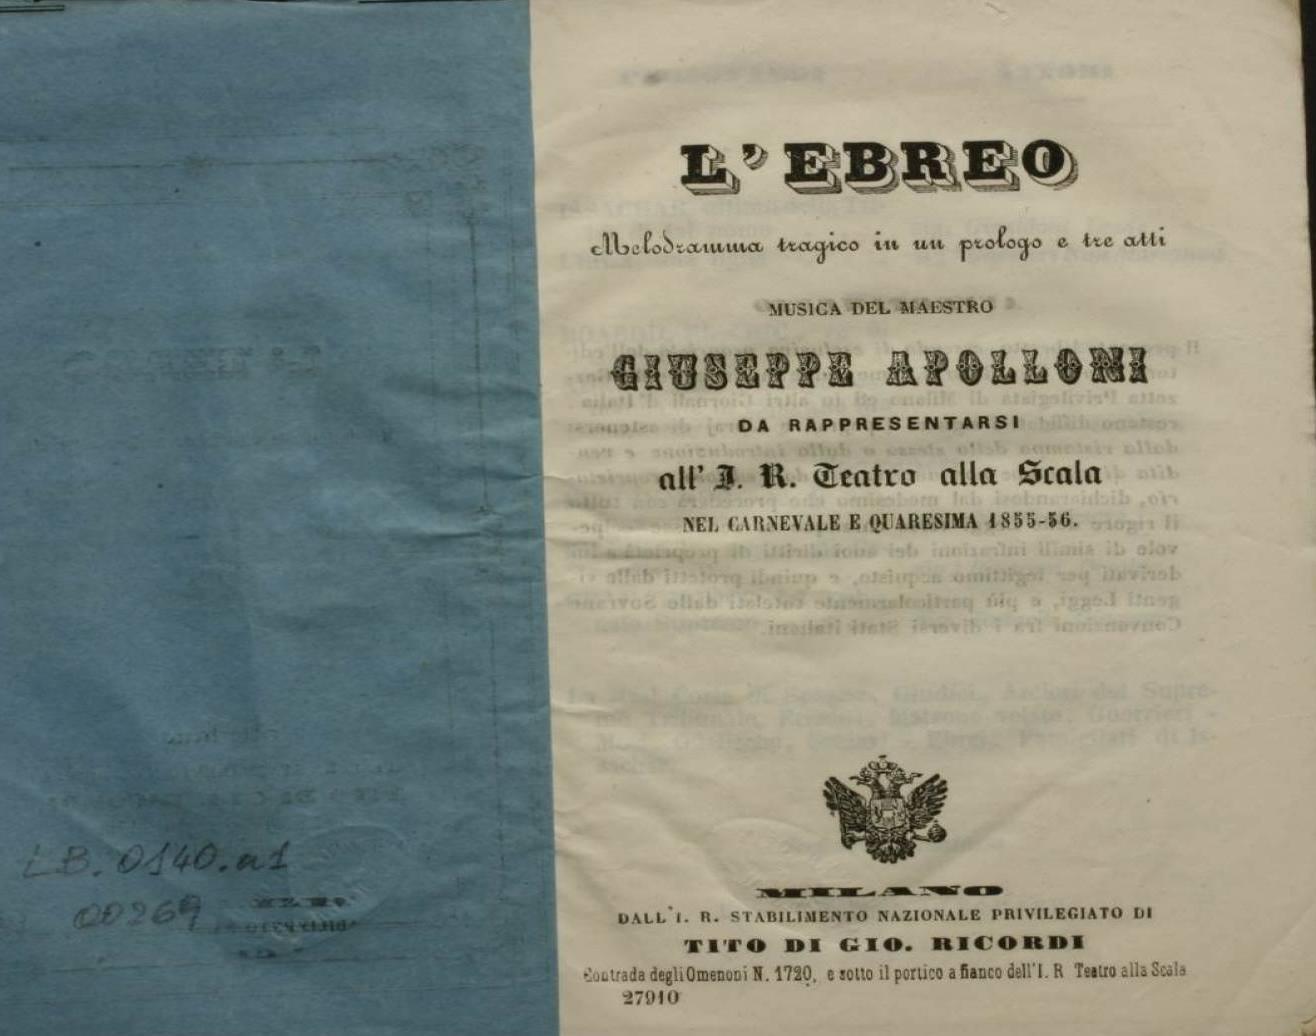 LB.0140.a1
00269
L'EBREO
Melodramma tragico in un prologo e tre atti
MUSICA DEL MAESTRO
GIUSEPPE APOLLONI
DA RAPPRESENTARSI
all' I. R. Teatro alla Scala
NEL CARNEVALE E QUARESIMA 1855-56.
MILANO
DALL'I. R. STABILIMENTO NAZIONALE PRIVILEGIATO DI
TITO DI GIO. RICORDI
Contrada degli Omenoni N. 1720, e sotto il portico a fianco dell'I. R Teatro alla Scala
27910